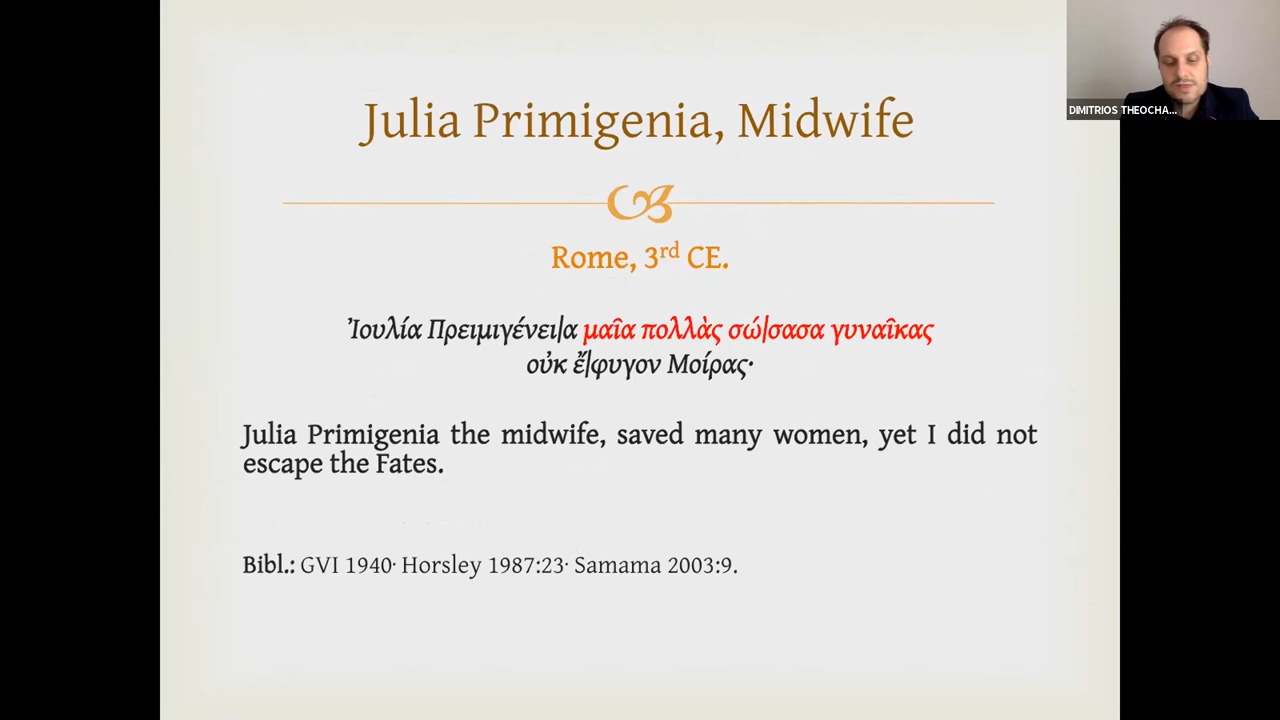 Julia Primigenia, Midwife
DIMITRIOS THEOCHA...
Rome, 3rd CE.
Ἰουλία Πρειμιγένει|α μαῖα πολλὰς σώ|σασα γυναῖκας
οὐκ ἔ|φυγον Μοίρας·
Julia Primigenia the midwife, saved many women, yet I did not
escape the Fates.
Bibl.: GVI 1940· Horsley 1987:23· Samama 2003:9.